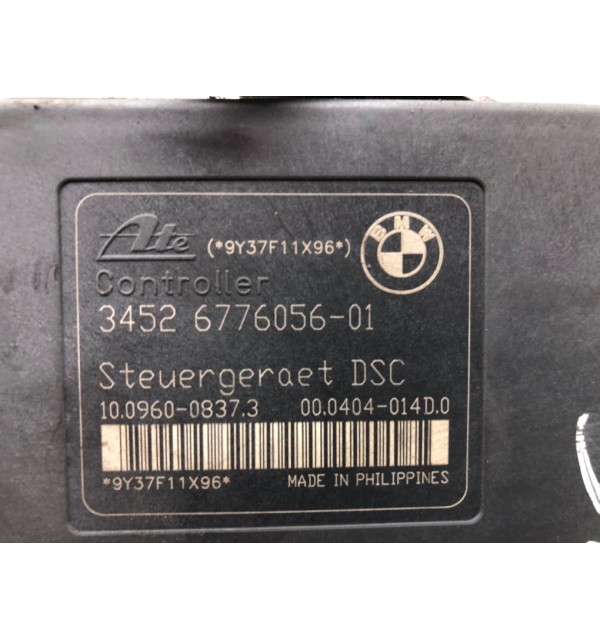 Ate (*9Y37F11X96*) BMW
Controller
3452 6776056-01
Steuergeraet DSC
10.0960-0837.3 00.0404-014D.0
*9Y37F11X96* MADE IN PHILIPPINES